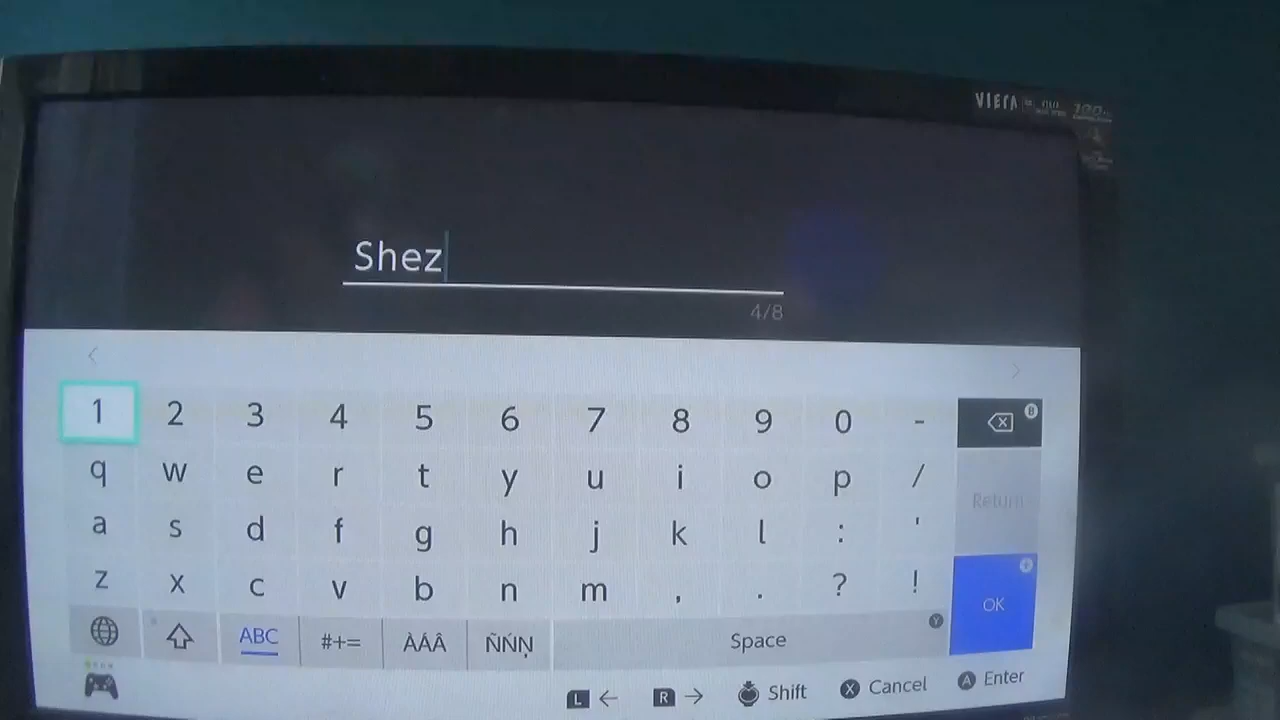 VIERA
Shez
4/8
1 2 3 4 5 6 7 8 9 0 -
q w e r t y u i o p / Return
a s d f g h j k l : '
z x c v b n m , . ? ! OK
ABC #+= ÀÁÂ ÑŃŅ Space Y
L ← R → Shift X Cancel A Enter